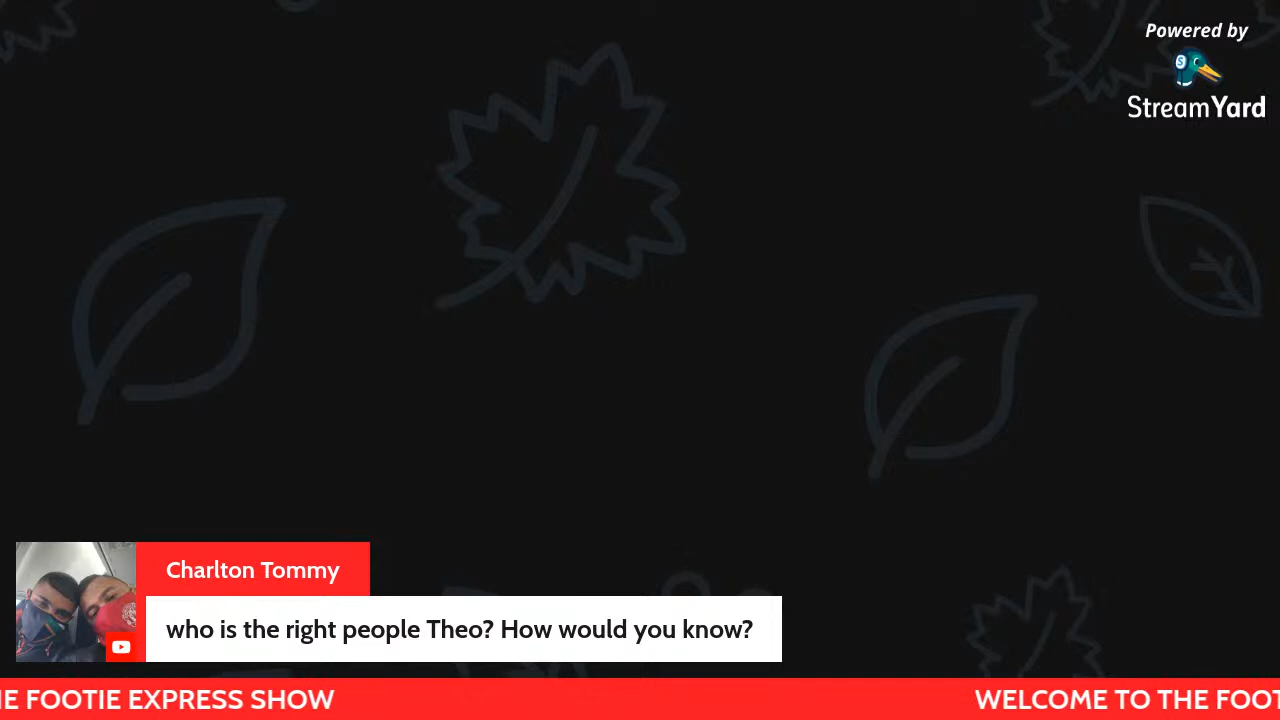 Powered by
StreamYard
Charlton Tommy
who is the right people Theo? How would you know?
E FOOTIE EXPRESS SHOW
WELCOME TO THE FOOT